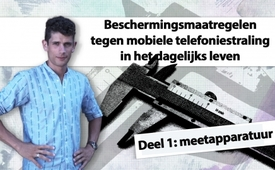 Beschermingsmaatregelen
tegen mobiele telefoniestraling
in het dagelijks leven
Deel 1: meetapparatuur